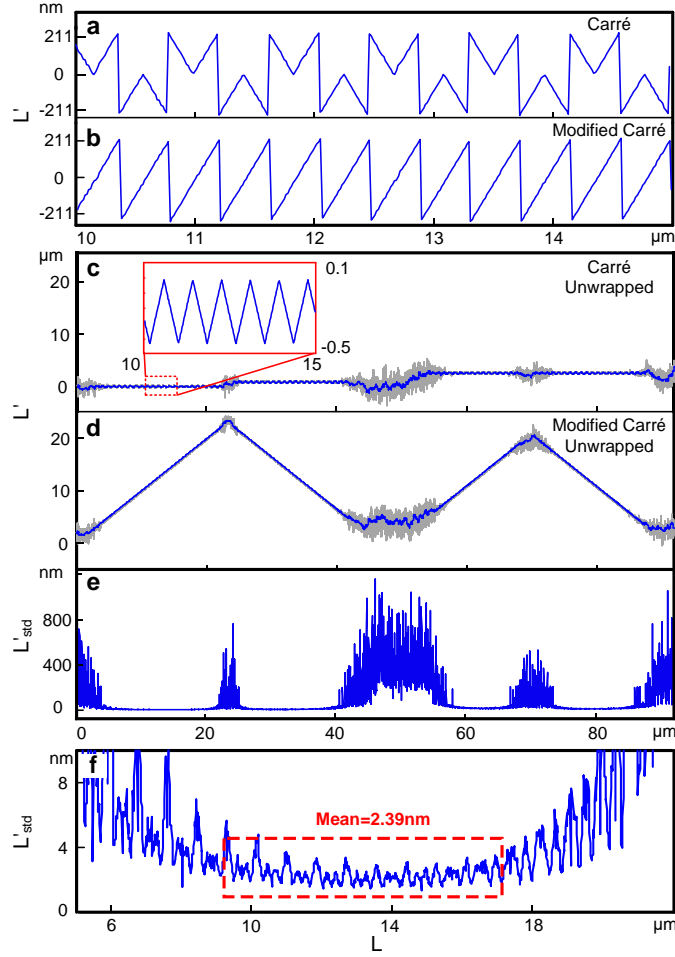 nm
a
Carré
211
0
-211
L'
b
Modified Carré
211
0
-211
10
11
12
13
14
µm
µm
c
Carré
Unwrapped
0.1
-0.5
10
15
20
10
0
L'
d
Modified Carré
Unwrapped
20
10
0
nm
e
800
400
0
L'std
0
20
40
60
80
µm
nm
f
8
4
0
L'std
Mean=2.39nm
6
10
14
18
µm
L